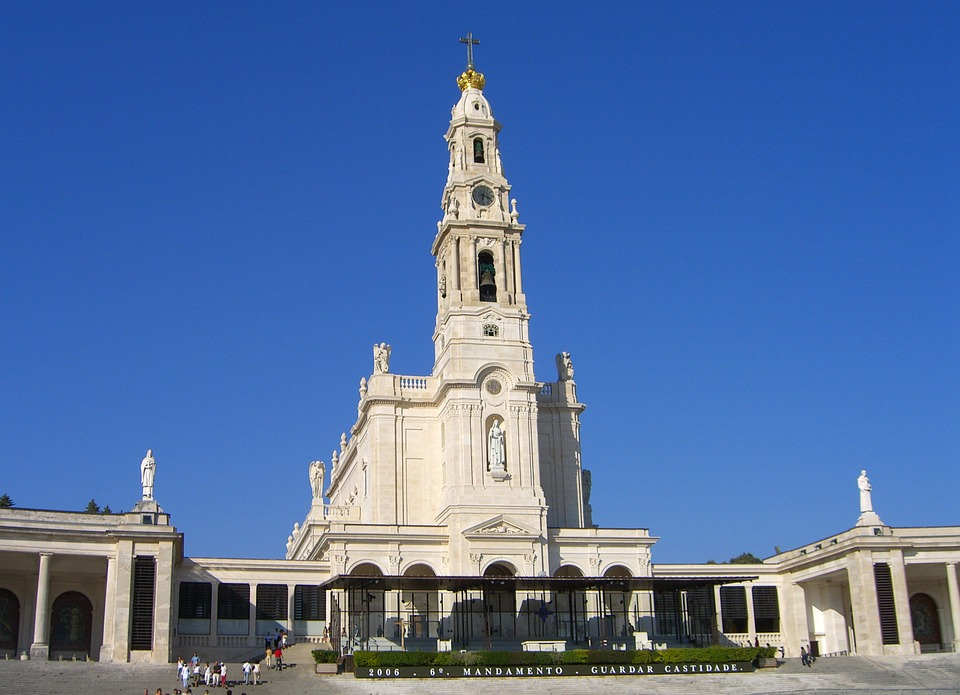 2006 . 6º. MANDAMENTO . GUARDAR CASTIDADE.